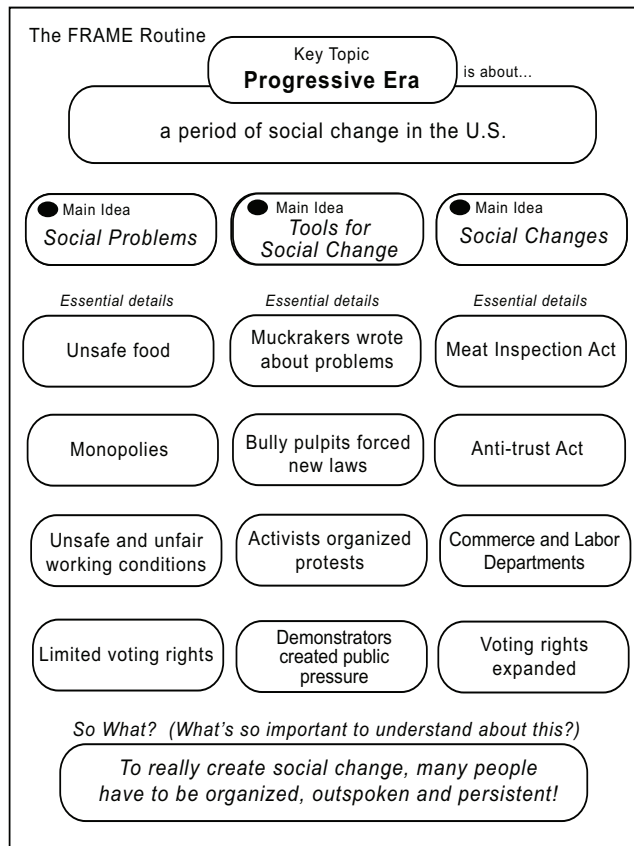 The FRAME Routine
Key Topic
Progressive Era
is about...
a period of social change in the U.S.
Main Idea
Social Problems
Main Idea
Tools for
Social Change
Main Idea
Social Changes
Essential details
Essential details
Essential details
Unsafe food
Muckrakers wrote
about problems
Meat Inspection Act
Monopolies
Bully pulpits forced
new laws
Anti-trust Act
Unsafe and unfair
working conditions
Activists organized
protests
Commerce and Labor
Departments
Limited voting rights
Demonstrators
created public
pressure
Voting rights
expanded
So What? (What's so important to understand about this?)
To really create social change, many people
have to be organized, outspoken and persistent!